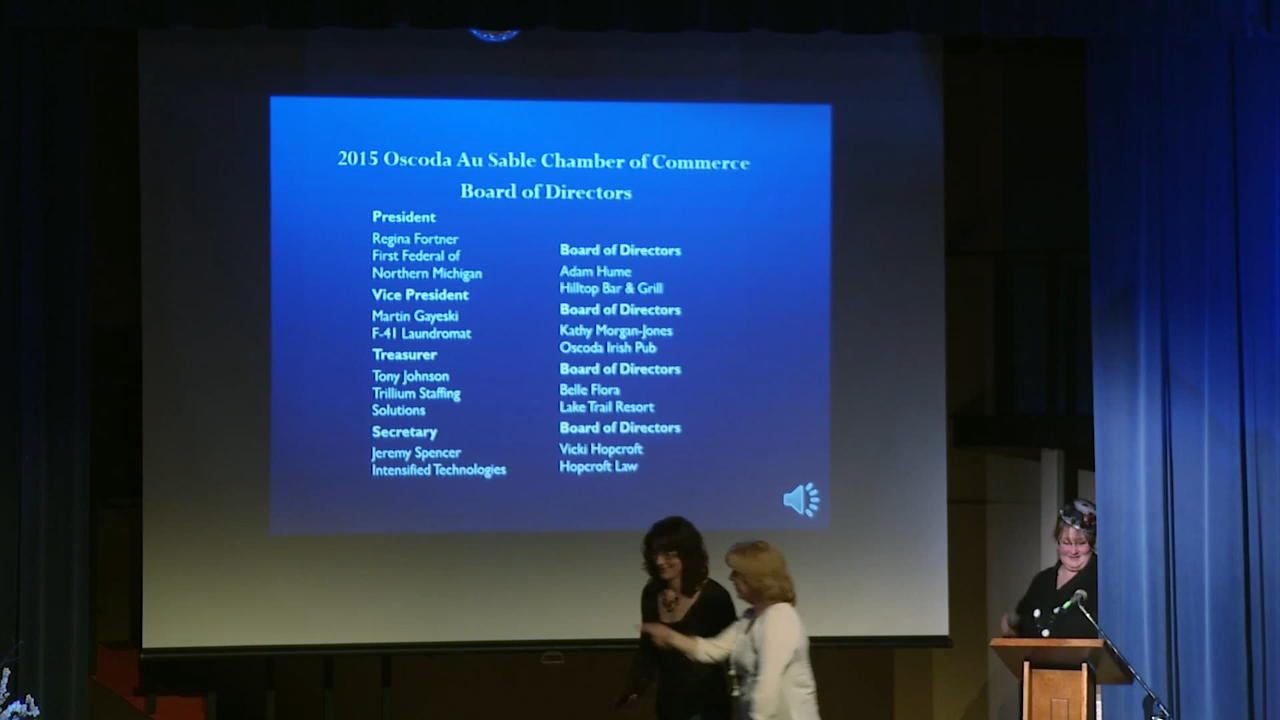 2015 Oscoda Au Sable Chamber of Commerce
Board of Directors
President
Regina Fortner
First Federal of
Northern Michigan
Vice President
Martin Gayeski
F-41 Laundromat
Treasurer
Tony Johnson
Trillium Staffing
Solutions
Secretary
Jeremy Spencer
Intensified Technologies
Board of Directors
Adam Hume
Hilltop Bar & Grill
Board of Directors
Kathy Morgan-Jones
Oscoda Irish Pub
Board of Directors
Belle Flora
Lake Trail Resort
Board of Directors
Vicki Hopcroft
Hopcroft Law